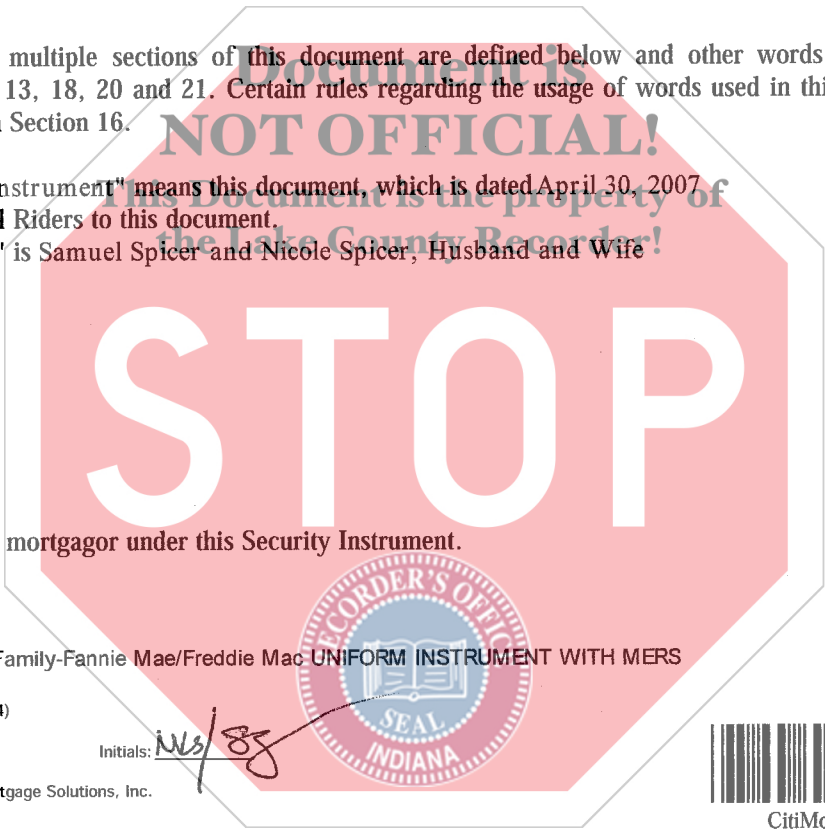 multiple sections of this document are defined below and other words
13, 18, 20 and 21. Certain rules regarding the usage of words used in thi
Section 16.
Document is
NOT OFFICIAL!
This Document is the property of
the Lake County Recorder!
nstrument" means this document, which is dated April 30, 2007
l Riders to this document.
" is Samuel Spicer and Nicole Spicer, Husband and Wife
STOP
mortgagor under this Security Instrument.
RECORDER'S OFFICE
SEAL
INDIANA
Family-Fannie Mae/Freddie Mac UNIFORM INSTRUMENT WITH MERS
4)
Initials:
tgage Solutions, Inc.
CitiMo